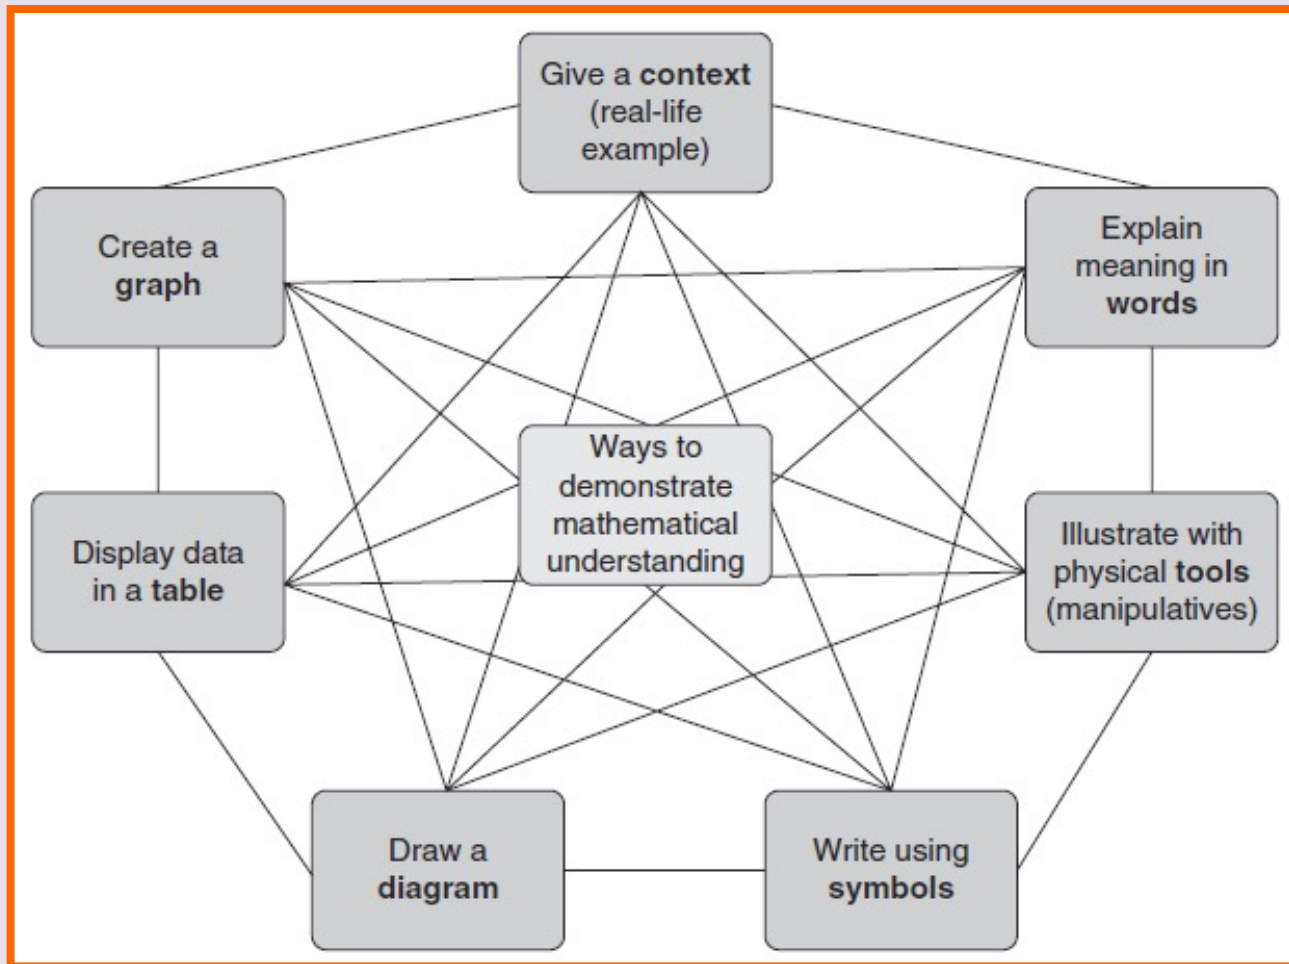 Give a context
(real-life
example)
Create a
graph
Explain
meaning in
words
Ways to
demonstrate
mathematical
understanding
Display data
in a table
Illustrate with
physical tools
(manipulatives)
Draw a
diagram
Write using
symbols